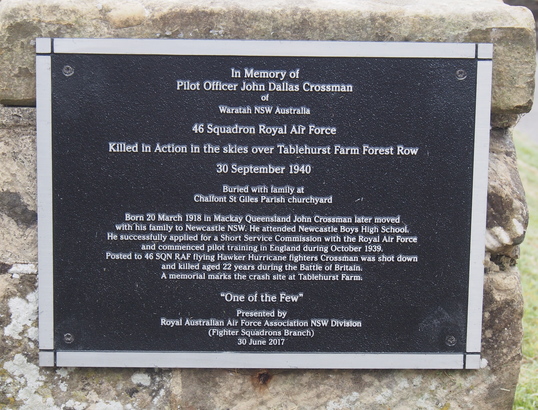 In Memory of
Pilot Officer John Dallas Crossman
of
Waratah NSW Australia
46 Squadron Royal Air Force
Killed in Action in the skies over Tablehurst Farm Forest Row
30 September 1940
Buried with family at
Chalfont St Giles Parish churchyard
Born 20 March 1918 in Mackay Queensland John Crossman later moved
with his family to Newcastle NSW. He attended Newcastle Boys High School.
He successfully applied for a Short Service Commission with the Royal Air Force
and commenced pilot training in England during October 1939.
Posted to 46 SQN RAF flying Hawker Hurricane fighters Crossman was shot down
and killed aged 22 years during the Battle of Britain.
A memorial marks the crash site at Tablehurst Farm.
"One of the Few"
Presented by
Royal Australian Air Force Association NSW Division
(Fighter Squadrons Branch)
30 June 2017